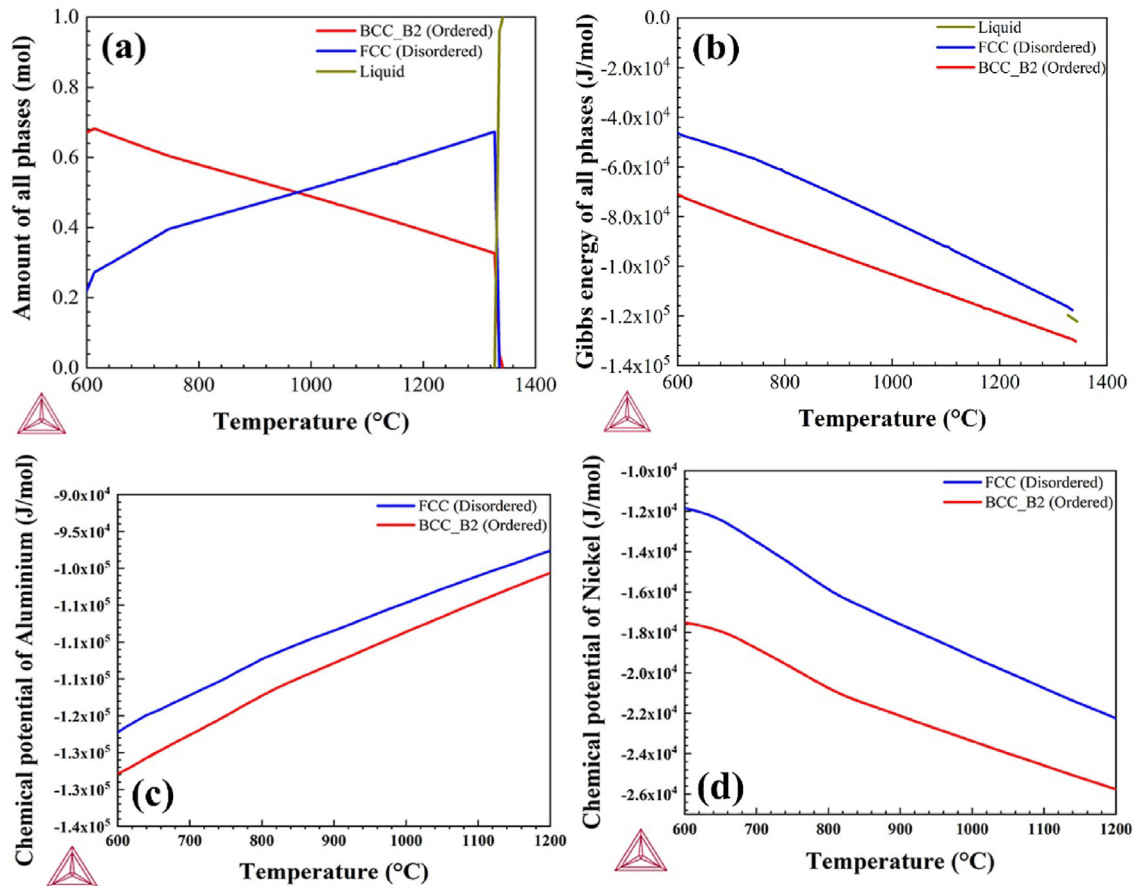 (a)
BCC_B2 (Ordered)
FCC (Disordered)
Liquid
Amount of all phases (mol)
1.0
0.8
0.6
0.4
0.2
0.0
600 800 1000 1200 1400
Temperature (°C)
(b)
Liquid
FCC (Disordered)
BCC_B2 (Ordered)
Gibbs energy of all phases (J/mol)
0.0
-2.0x10⁴
-4.0x10⁴
-6.0x10⁴
-8.0x10⁴
-1.0x10⁵
-1.2x10⁵
-1.4x10⁵
600 800 1000 1200 1400
Temperature (°C)
FCC (Disordered)
BCC_B2 (Ordered)
Chemical potential of Aluminium (J/mol)
-9.0x10⁴
-9.5x10⁴
-1.0x10⁵
-1.1x10⁵
-1.1x10⁵
-1.1x10⁵
-1.2x10⁵
-1.3x10⁵
-1.3x10⁵
-1.4x10⁵
(c)
600 700 800 900 1000 1100 1200
Temperature (°C)
FCC (Disordered)
BCC_B2 (Ordered)
Chemical potential of Nickel (J/mol)
-1.0x10⁴
-1.2x10⁴
-1.4x10⁴
-1.6x10⁴
-1.8x10⁴
-2.0x10⁴
-2.2x10⁴
-2.4x10⁴
-2.6x10⁴
(d)
600 700 800 900 1000 1100 1200
Temperature (°C)